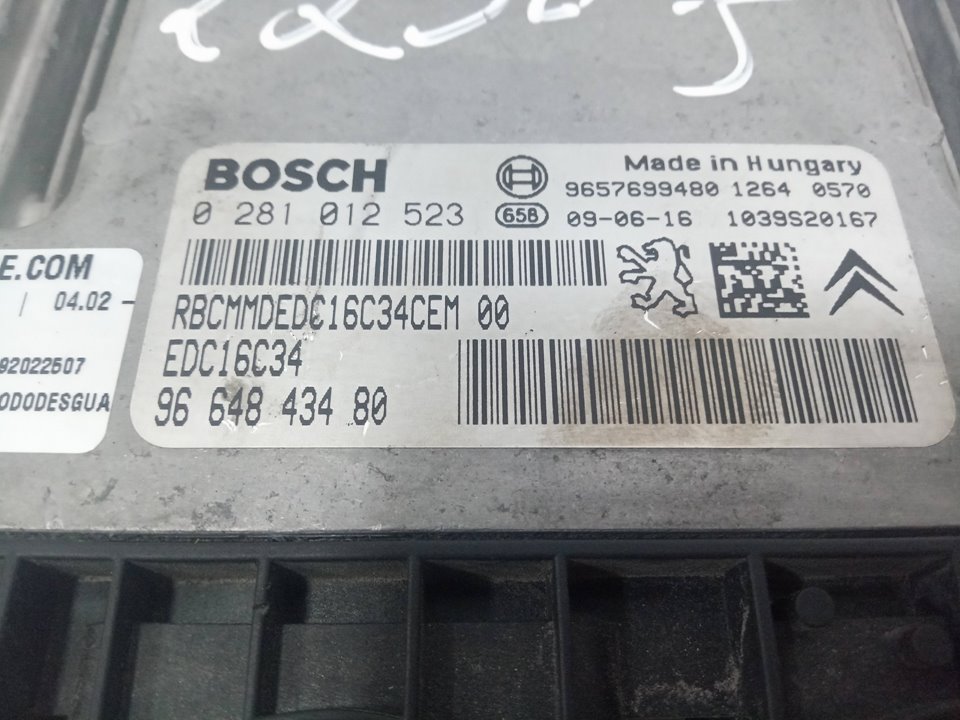 BOSCH
Made in Hungary
9657699480 1264 0570
0 281 012 523
65B 09-06-16 1039S20167
RBCMMDEDC16C34CEM 00
EDC16C34
96 648 434 80
E.COM
| 04.02 -
92022507
ODODESGUA